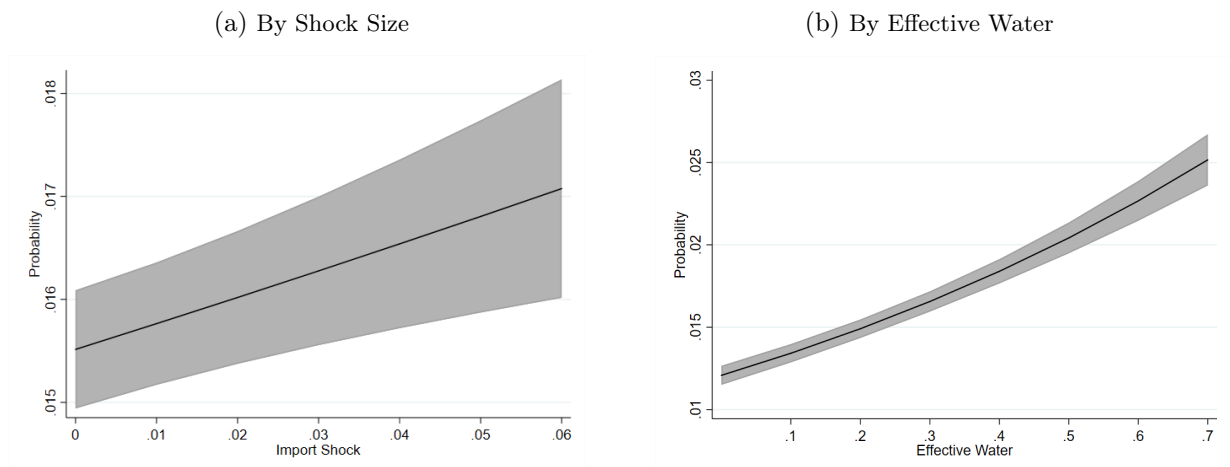 (a) By Shock Size
.018
.017
.016
.015
Probability
0 .01 .02 .03 .04 .05 .06
Import Shock
(b) By Effective Water
.03
.025
.02
.015
.01
Probability
.1 .2 .3 .4 .5 .6 .7
Effective Water